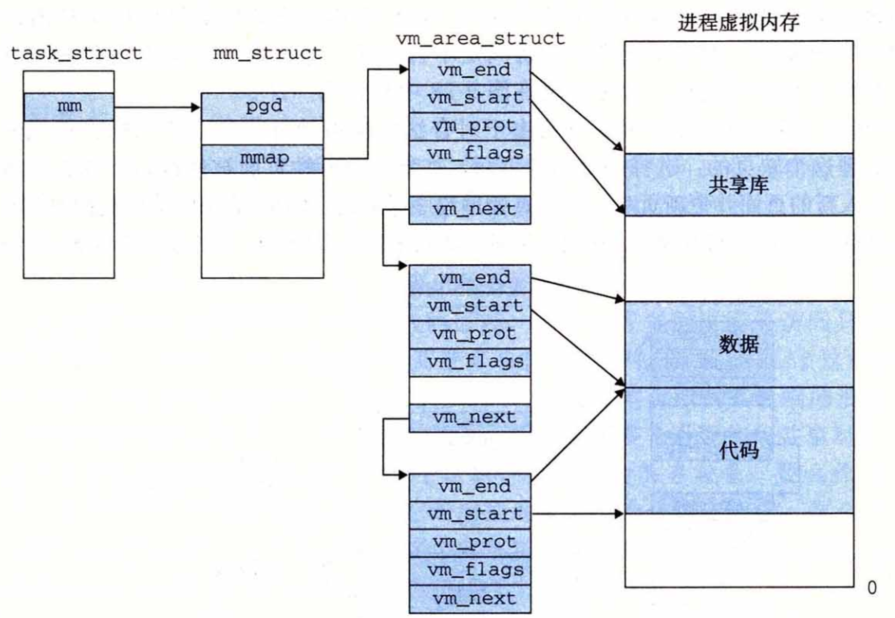 task_struct
mm
mm_struct
pgd
mmap
vm_area_struct
vm_end
vm_start
vm_prot
vm_flags
vm_next
vm_end
vm_start
vm_prot
vm_flags
vm_next
vm_end
vm_start
vm_prot
vm_flags
vm_next
进程虚拟内存
共享库
数据
代码
0